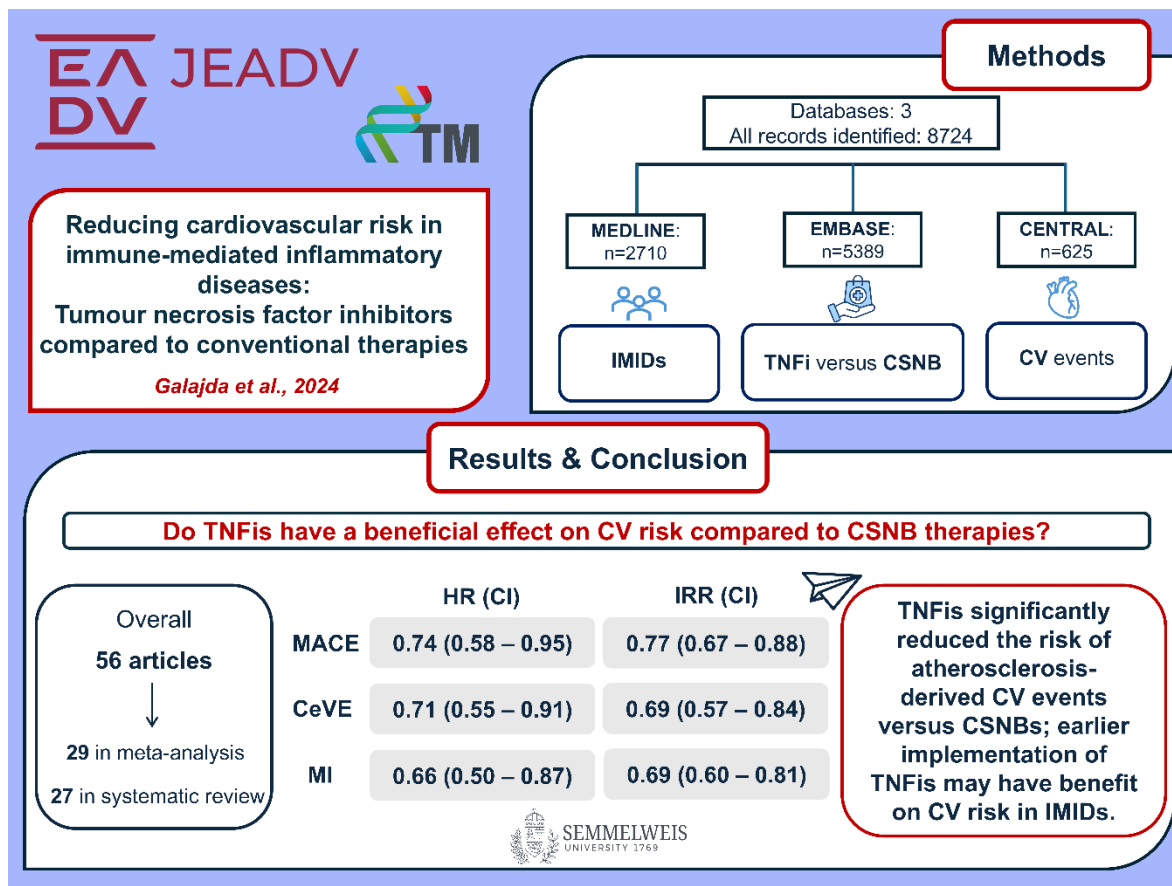 EA
DV
JEADV
TM
Reducing cardiovascular risk in
immune-mediated inflammatory
diseases:
Tumour necrosis factor inhibitors
compared to conventional therapies
Galajda et al., 2024
Methods
Databases: 3
All records identified: 8724
MEDLINE:
n=2710
EMBASE:
n=5389
CENTRAL:
n=625
IMIDs
TNFi versus CSNB
CV events
Results & Conclusion
Do TNFis have a beneficial effect on CV risk compared to CSNB therapies?
Overall
56 articles
29 in meta-analysis
27 in systematic review
HR (CI) IRR (CI)
MACE 0.74 (0.58 – 0.95) 0.77 (0.67 – 0.88)
CeVE 0.71 (0.55 – 0.91) 0.69 (0.57 – 0.84)
MI 0.66 (0.50 – 0.87) 0.69 (0.60 – 0.81)
TNFis significantly
reduced the risk of
atherosclerosis-
derived CV events
versus CSNBs; earlier
implementation of
TNFis may have benefit
on CV risk in IMIDs.
SEMMELWEIS
UNIVERSITY 1769